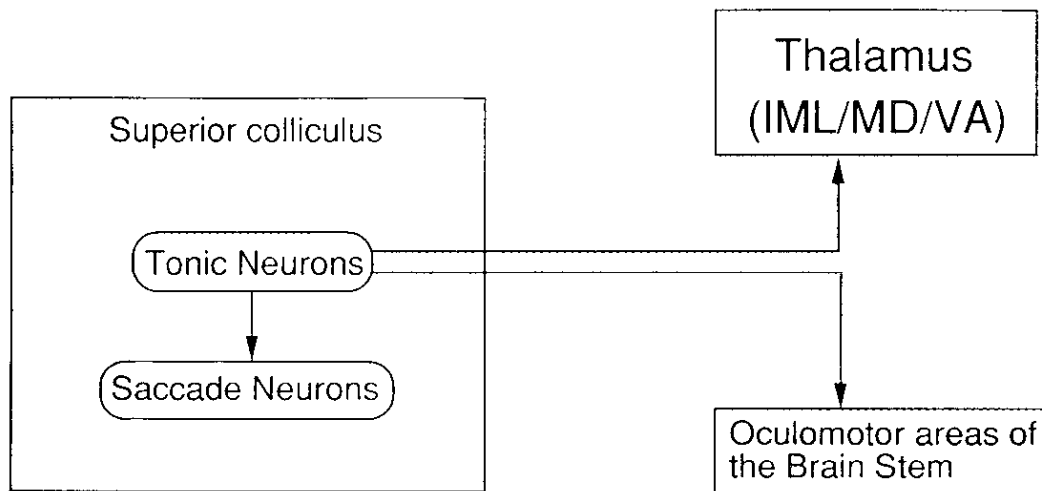 Thalamus
(IML/MD/VA)
Superior colliculus
Tonic Neurons
Saccade Neurons
Oculomotor areas of
the Brain Stem